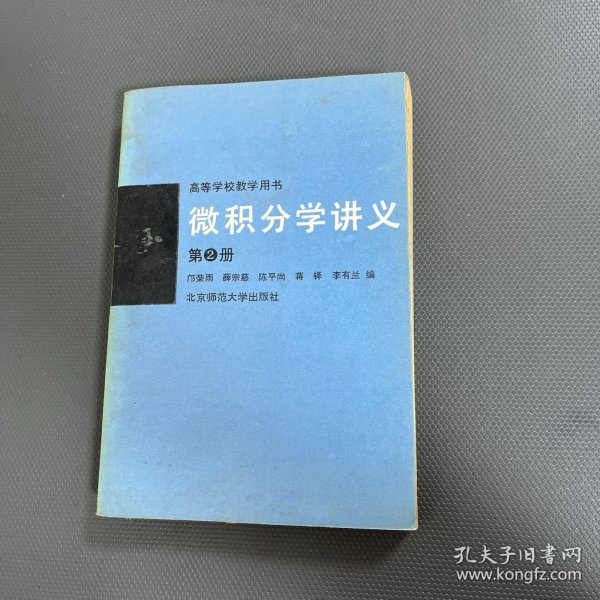 高等学校教学用书
微积分学讲义
第2册
邝荣雨 薛宗慈 陈平尚 蒋铎 李有兰 编
北京师范大学出版社
孔夫子旧书网
www.kongfz.com